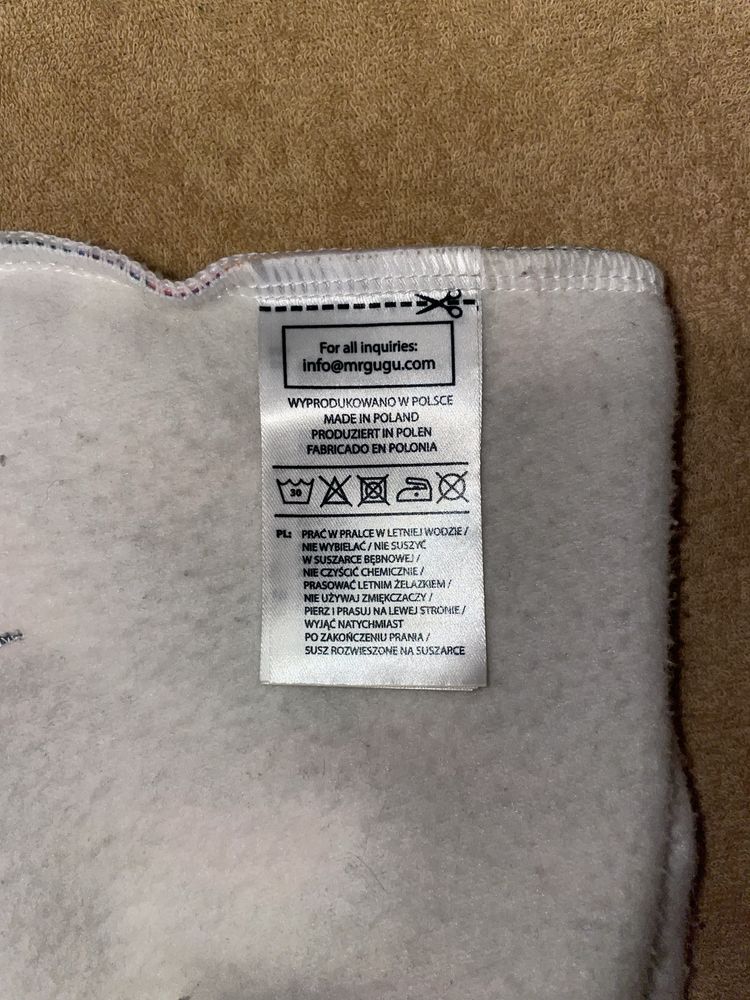 For all inquiries:
info@mrgugu.com
WYPRODUKOWANO W POLSCE
MADE IN POLAND
PRODUZIERT IN POLEN
FABRICADO EN POLONIA
30
PL: PRAĆ W PRALCE W LETNIEJ WODZIE /
NIE WYBIELAĆ / NIE SUSZYĆ
W SUSZARCE BĘBNOWEJ /
NIE CZYŚCIĆ CHEMICZNIE /
PRASOWAĆ LETNIM ŻELAZKIEM /
NIE UŻYWAJ ZMIĘKCZACZY /
PIERZ I PRASUJ NA LEWEJ STRONIE /
WYJĄĆ NATYCHMIAST
PO ZAKOŃCZENIU PRANIA /
SUSZ ROZWIESZONE NA SUSZARCE